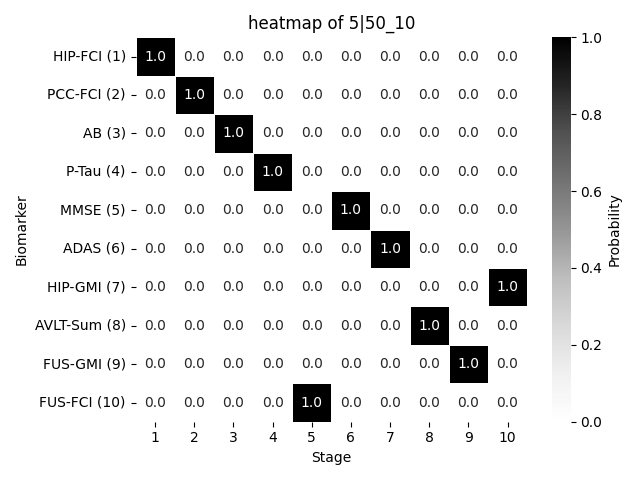 heatmap of 5|50_10
HIP-FCI (1) 1.0 0.0 0.0 0.0 0.0 0.0 0.0 0.0 0.0 0.0
PCC-FCI (2) 0.0 1.0 0.0 0.0 0.0 0.0 0.0 0.0 0.0 0.0
AB (3) 0.0 0.0 1.0 0.0 0.0 0.0 0.0 0.0 0.0 0.0
P-Tau (4) 0.0 0.0 0.0 1.0 0.0 0.0 0.0 0.0 0.0 0.0
MMSE (5) 0.0 0.0 0.0 0.0 0.0 1.0 0.0 0.0 0.0 0.0
ADAS (6) 0.0 0.0 0.0 0.0 0.0 0.0 1.0 0.0 0.0 0.0
HIP-GMI (7) 0.0 0.0 0.0 0.0 0.0 0.0 0.0 0.0 0.0 1.0
AVLT-Sum (8) 0.0 0.0 0.0 0.0 0.0 0.0 0.0 1.0 0.0 0.0
FUS-GMI (9) 0.0 0.0 0.0 0.0 0.0 0.0 0.0 0.0 1.0 0.0
FUS-FCI (10) 0.0 0.0 0.0 0.0 1.0 0.0 0.0 0.0 0.0 0.0
1 2 3 4 5 6 7 8 9 10
Stage
Biomarker
1.0
0.8
0.6
0.4
0.2
0.0
Probability